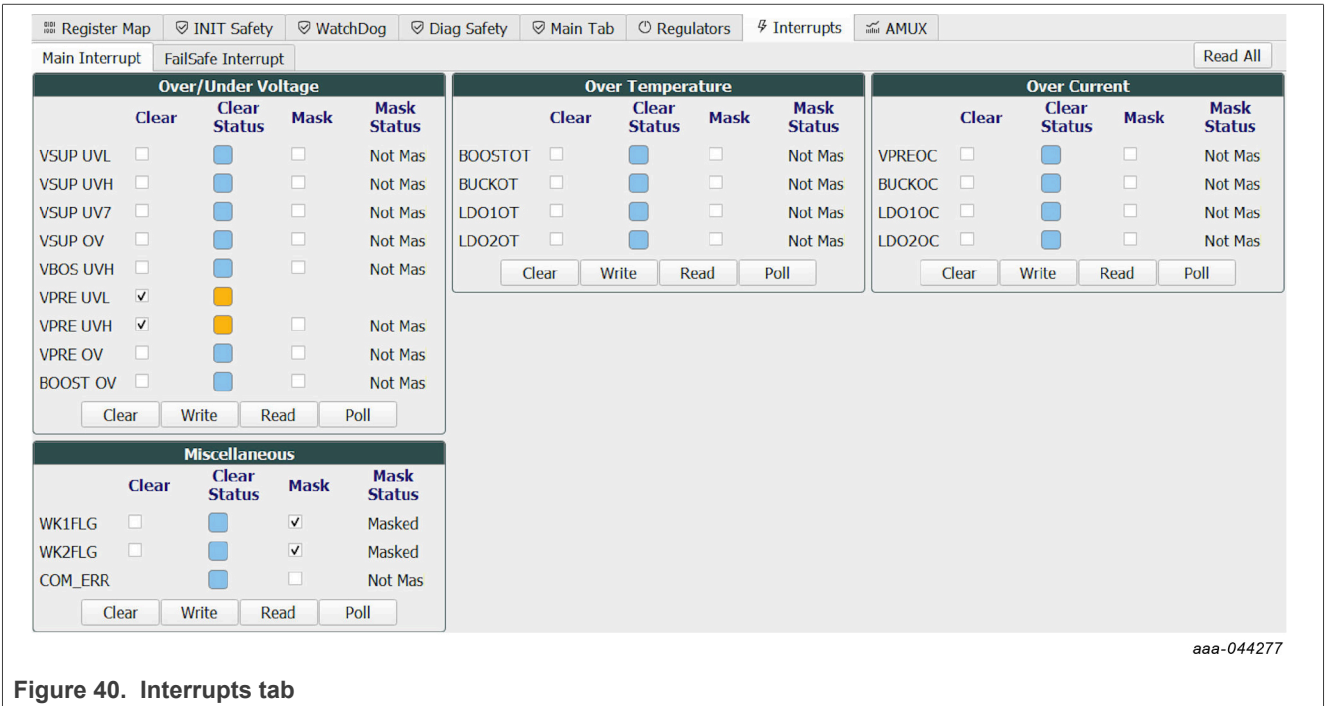 Register Map INIT Safety WatchDog Diag Safety Main Tab Regulators Interrupts AMUX
Main Interrupt FailSafe Interrupt Read All
Over/Under Voltage
Clear Clear Status Mask Mask Status
VSUP UVL Not Mas
VSUP UVH Not Mas
VSUP UV7 Not Mas
VSUP OV Not Mas
VBOS UVH Not Mas
VPRE UVL
VPRE UVH Not Mas
VPRE OV Not Mas
BOOST OV Not Mas
Clear Write Read Poll
Over Temperature
Clear Clear Status Mask Mask Status
BOOSTOT Not Mas
BUCKOT Not Mas
LDO1OT Not Mas
LDO2OT Not Mas
Clear Write Read Poll
Over Current
Clear Clear Status Mask Mask Status
VPREOC Not Mas
BUCKOC Not Mas
LDO1OC Not Mas
LDO2OC Not Mas
Clear Write Read Poll
Miscellaneous
Clear Clear Status Mask Mask Status
WK1FLG Masked
WK2FLG Masked
COM_ERR Not Mas
Clear Write Read Poll
aaa-044277
Figure 40. Interrupts tab